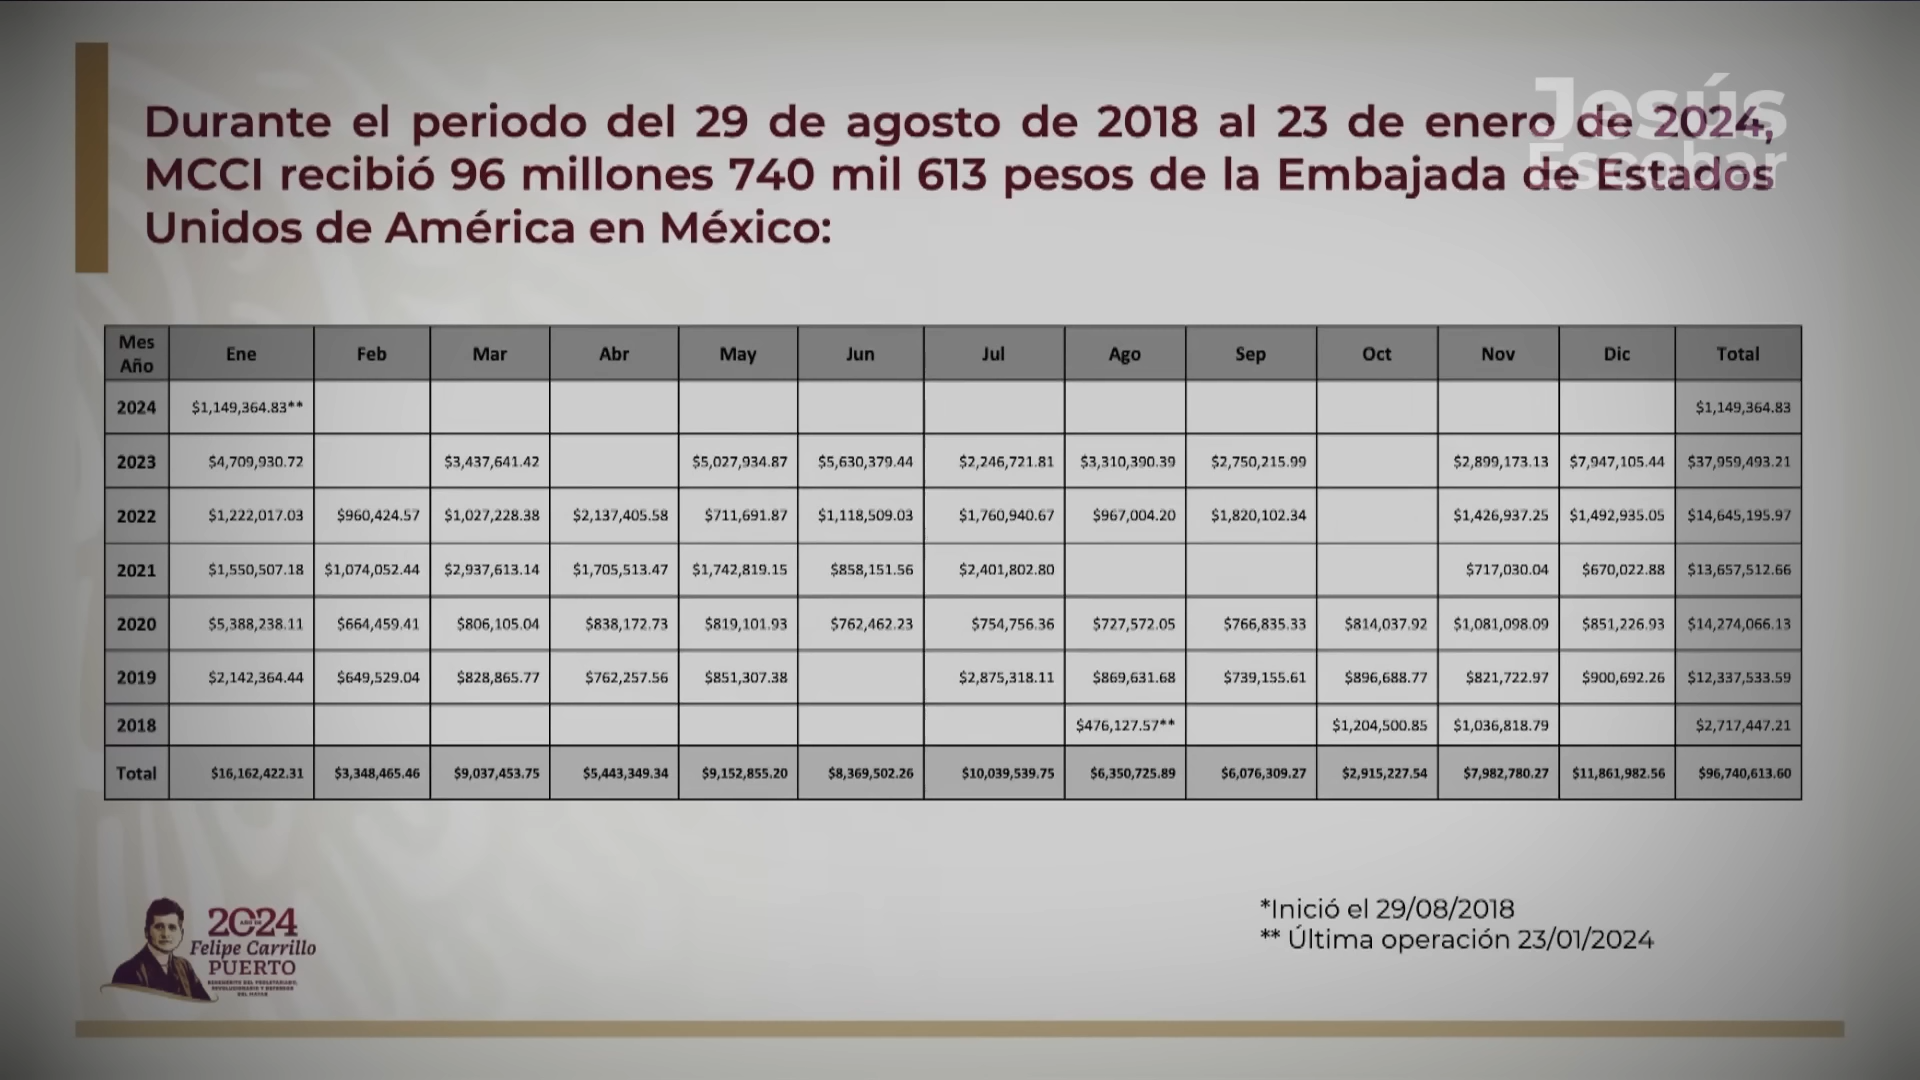 Jesús
Escobar
Durante el periodo del 29 de agosto de 2018 al 23 de enero de 2024,
MCCI recibió 96 millones 740 mil 613 pesos de la Embajada de Estados
Unidos de América en México:
Mes Año Ene Feb Mar Abr May Jun Jul Ago Sep Oct Nov Dic Total
2024 $1,149,364.83** $1,149,364.83
2023 $4,709,930.72 $3,437,641.42 $5,027,934.87 $5,630,379.44 $2,246,721.81 $3,310,390.39 $2,750,215.99 $2,899,173.13 $7,947,105.44 $37,959,493.21
2022 $1,222,017.03 $960,424.57 $1,027,228.38 $2,137,405.58 $711,691.87 $1,118,509.03 $1,760,940.67 $967,004.20 $1,820,102.34 $1,426,937.25 $1,492,935.05 $14,645,195.97
2021 $1,550,507.18 $1,074,052.44 $2,937,613.14 $1,705,513.47 $1,742,819.15 $858,151.56 $2,401,802.80 $717,030.04 $670,022.88 $13,657,512.66
2020 $5,388,238.11 $664,459.41 $806,105.04 $838,172.73 $819,101.93 $762,462.23 $754,756.36 $727,572.05 $766,835.33 $814,037.92 $1,081,098.09 $851,226.93 $14,274,066.13
2019 $2,142,364.44 $649,529.04 $828,865.77 $762,257.56 $851,307.38 $2,875,318.11 $869,631.68 $739,155.61 $896,688.77 $821,722.97 $900,692.26 $12,337,533.59
2018 $476,127.57** $1,204,500.85 $1,036,818.79 $2,717,447.21
Total $16,162,422.31 $3,348,465.46 $9,037,453.75 $5,443,349.34 $9,152,855.20 $8,369,502.26 $10,039,539.75 $6,350,725.89 $6,076,309.27 $2,915,227.54 $7,982,780.27 $11,861,982.56 $96,740,613.60
*Inició el 29/08/2018
** Última operación 23/01/2024
2024
AÑO DE
Felipe Carrillo
PUERTO
BENEMÉRITO DEL PROLETARIADO,
REVOLUCIONARIO Y DEFENSOR
DEL MAYAB